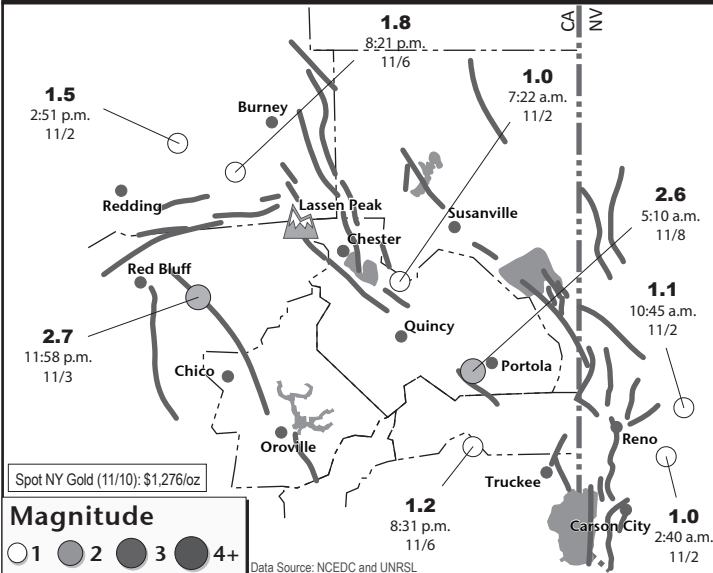 CA
NV
1.8
8:21 p.m.
11/6
1.0
7:22 a.m.
11/2
1.5
2:51 p.m.
11/2
Burney
2.6
5:10 a.m.
11/8
Redding
Lassen Peak
Susanville
Chester
Red Bluff
1.1
10:45 a.m.
11/2
2.7
11:58 p.m.
11/3
Quincy
Portola
Chico
Oroville
Reno
Truckee
Spot NY Gold (11/10): $1,276/oz
1.2
8:31 p.m.
11/6
Carson City
1.0
2:40 a.m.
11/2
Magnitude
1 2 3 4+
Data Source: NCEDC and UNRSL